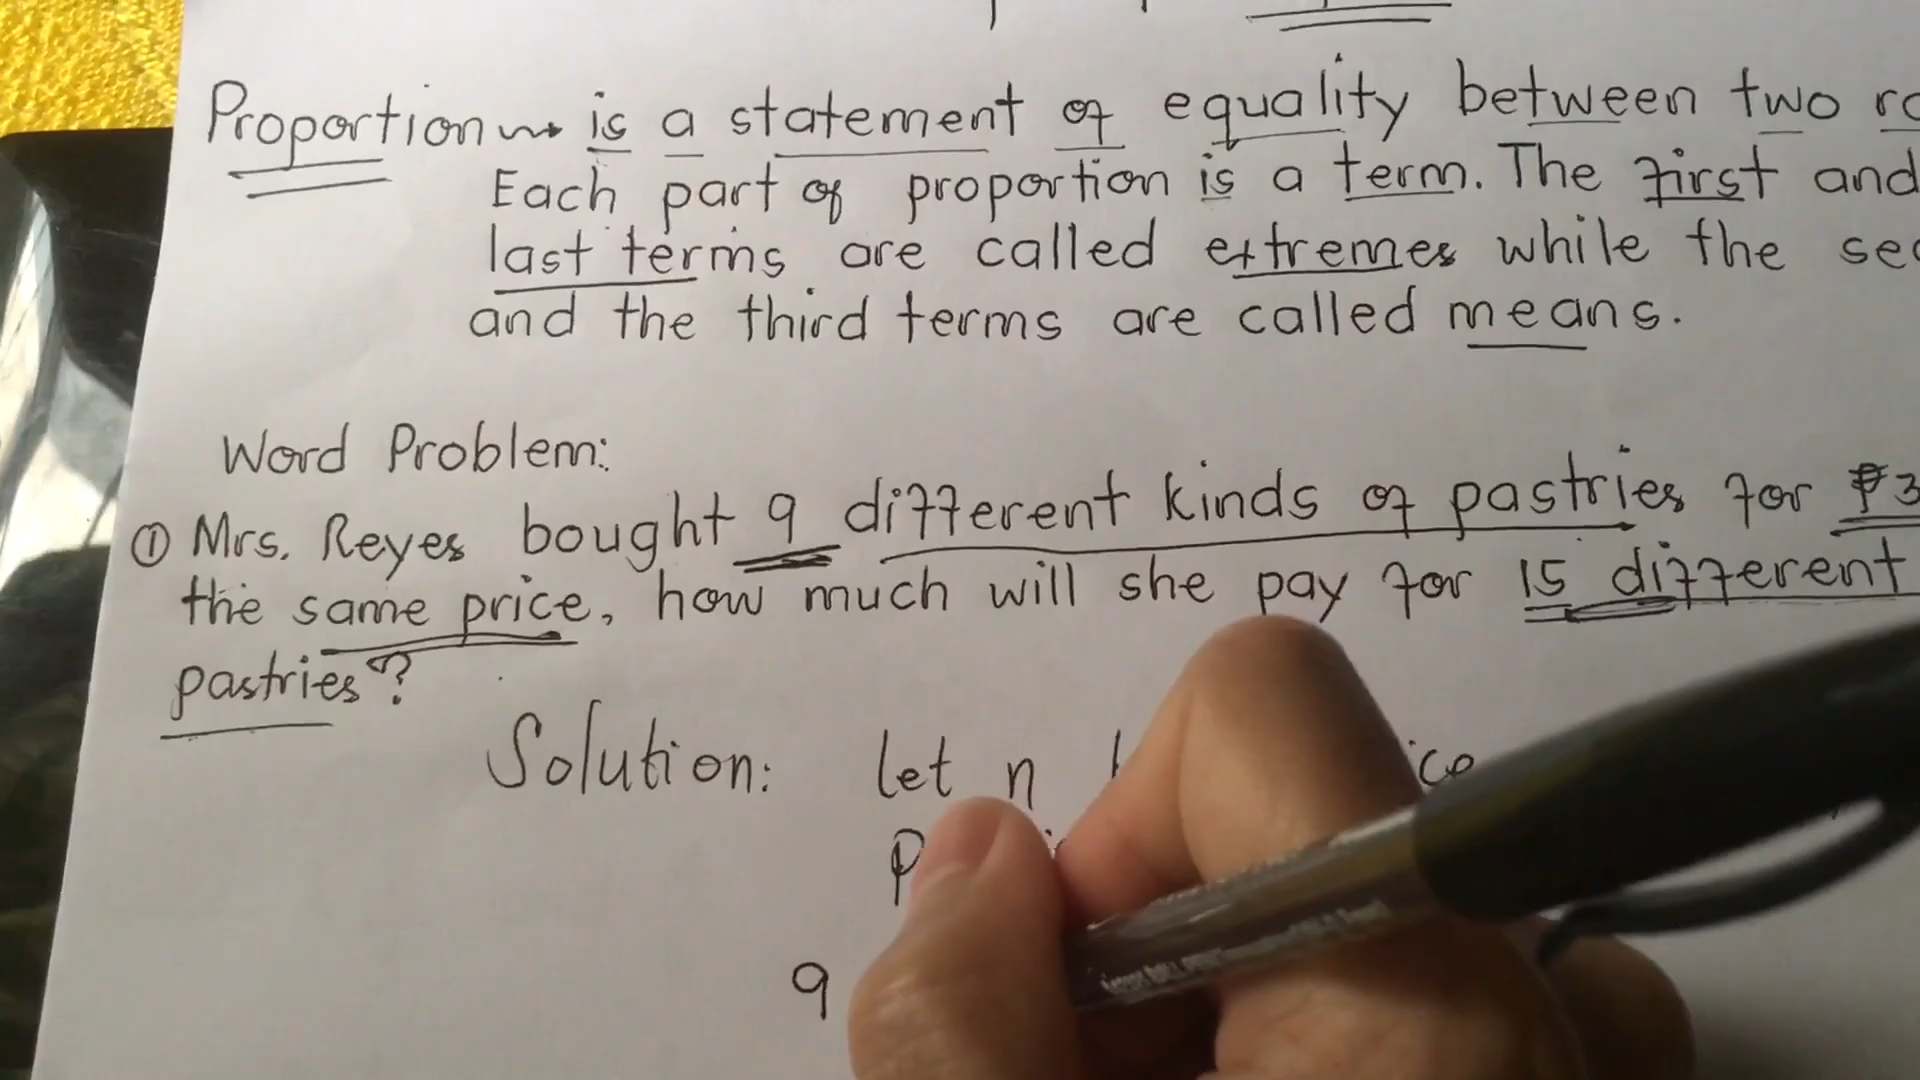 Proportion is a statement of equality between two
Each part of proportion is a term. The first and
last terms are called extremes while the
and the third terms are called means.
Word Problem:
① Mrs. Reyes bought 9 different kinds of pastries for ₱3
the same price, how much will she pay for 15 different
pastries?
Solution: let n
9